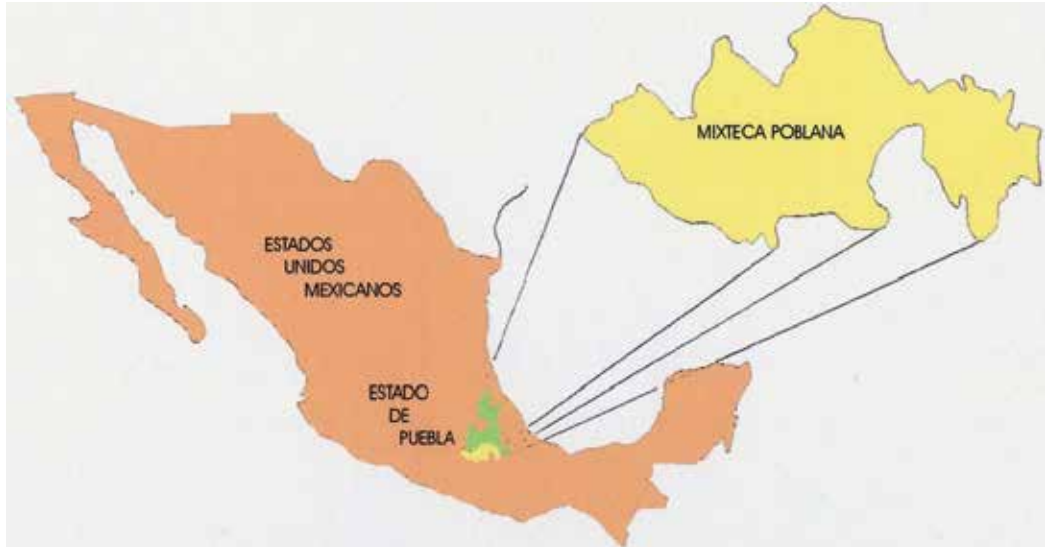 MIXTECA POBLANA
ESTADOS
UNIDOS
MEXICANOS
ESTADO
DE
PUEBLA